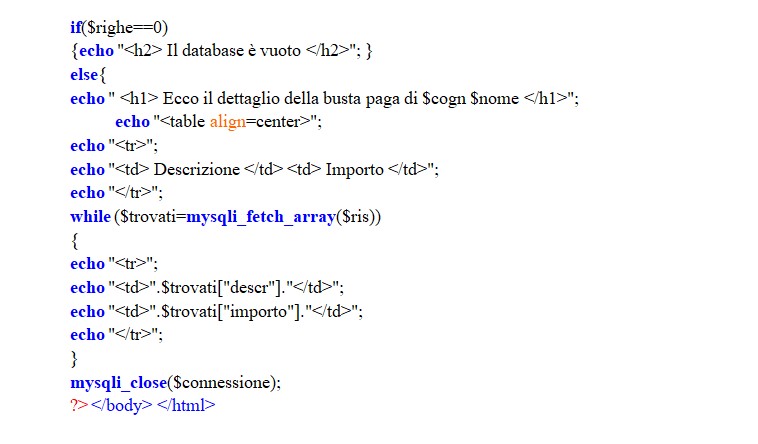 if($righe==0)
{echo "<h2> Il database è vuoto </h2>"; }
else{
echo " <h1> Ecco il dettaglio della busta paga di $cogn $nome </h1>";
echo "<table align=center>";
echo "<tr>";
echo "<td> Descrizione </td> <td> Importo </td>";
echo "</tr>";
while ($trovati=mysqli_fetch_array($ris))
{
echo "<tr>";
echo "<td>".$trovati["descr"]."</td>";
echo "<td>".$trovati["importo"]."</td>";
echo "</tr>";
}
mysqli_close($connessione);
?> </body> </html>